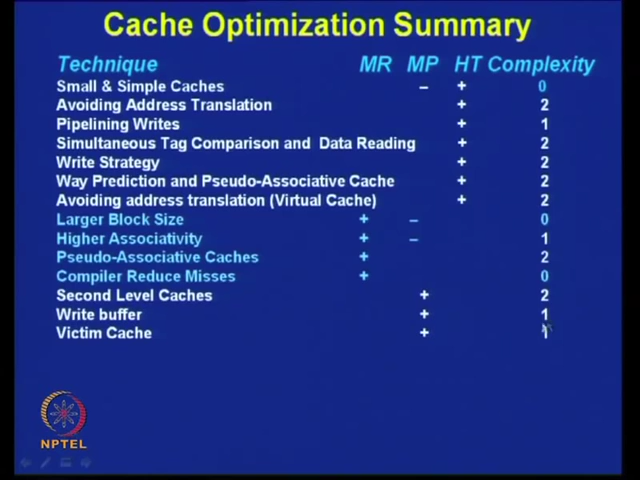 Cache Optimization Summary
Technique MR MP HT Complexity
Small & Simple Caches – + 0
Avoiding Address Translation + 2
Pipelining Writes + 1
Simultaneous Tag Comparison and Data Reading + 2
Write Strategy + 2
Way Prediction and Pseudo-Associative Cache + 2
Avoiding address translation (Virtual Cache) + 2
Larger Block Size + – 0
Higher Associativity + – 1
Pseudo-Associative Caches + 2
Compiler Reduce Misses + 0
Second Level Caches + 2
Write buffer + 1
Victim Cache + 1
NPTEL